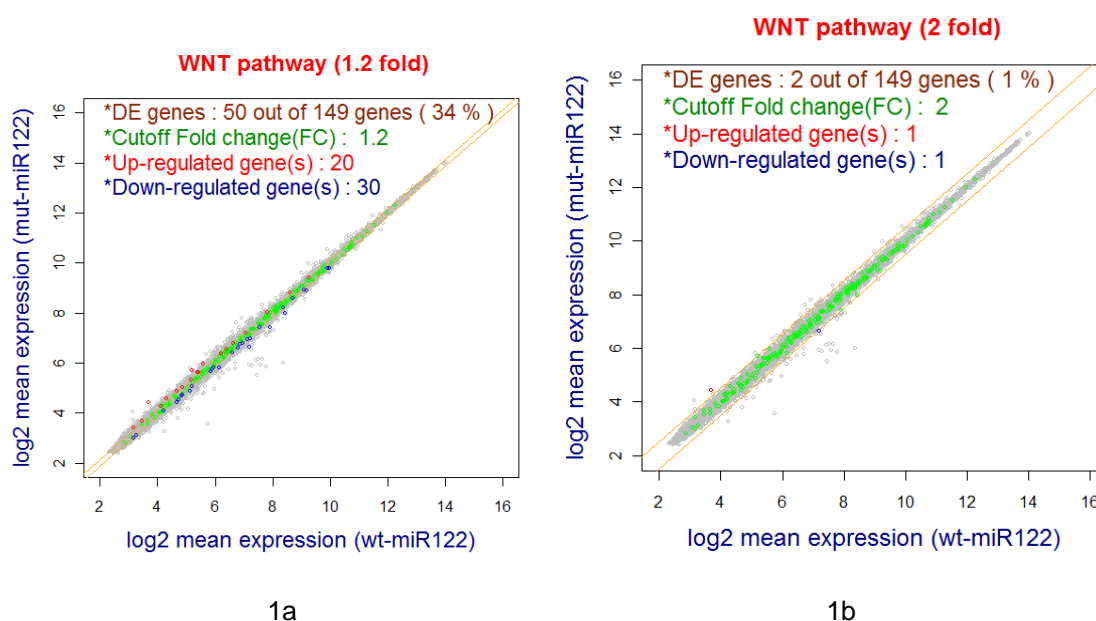 WNT pathway (1.2 fold)
*DE genes : 50 out of 149 genes ( 34 % )
*Cutoff Fold change(FC) : 1.2
*Up-regulated gene(s) : 20
*Down-regulated gene(s) : 30
log2 mean expression (mut-miR122)
16
14
12
10
8
6
4
2
2 4 6 8 10 12 14 16
log2 mean expression (wt-miR122)
1a
WNT pathway (2 fold)
*DE genes : 2 out of 149 genes ( 1 % )
*Cutoff Fold change(FC) : 2
*Up-regulated gene(s) : 1
*Down-regulated gene(s) : 1
log2 mean expression (mut-miR122)
16
14
12
10
8
6
4
2
2 4 6 8 10 12 14 16
log2 mean expression (wt-miR122)
1b